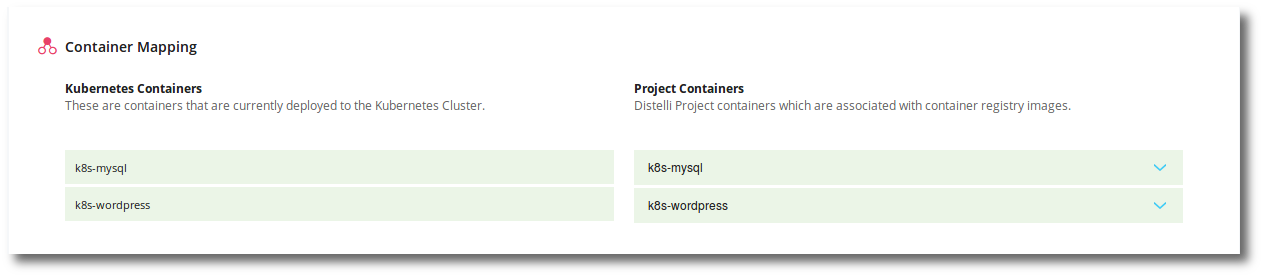 Container Mapping
Kubernetes Containers
These are containers that are currently deployed to the Kubernetes Cluster.
k8s-mysql
k8s-wordpress
Project Containers
Distelli Project containers which are associated with container registry images.
k8s-mysql
k8s-wordpress